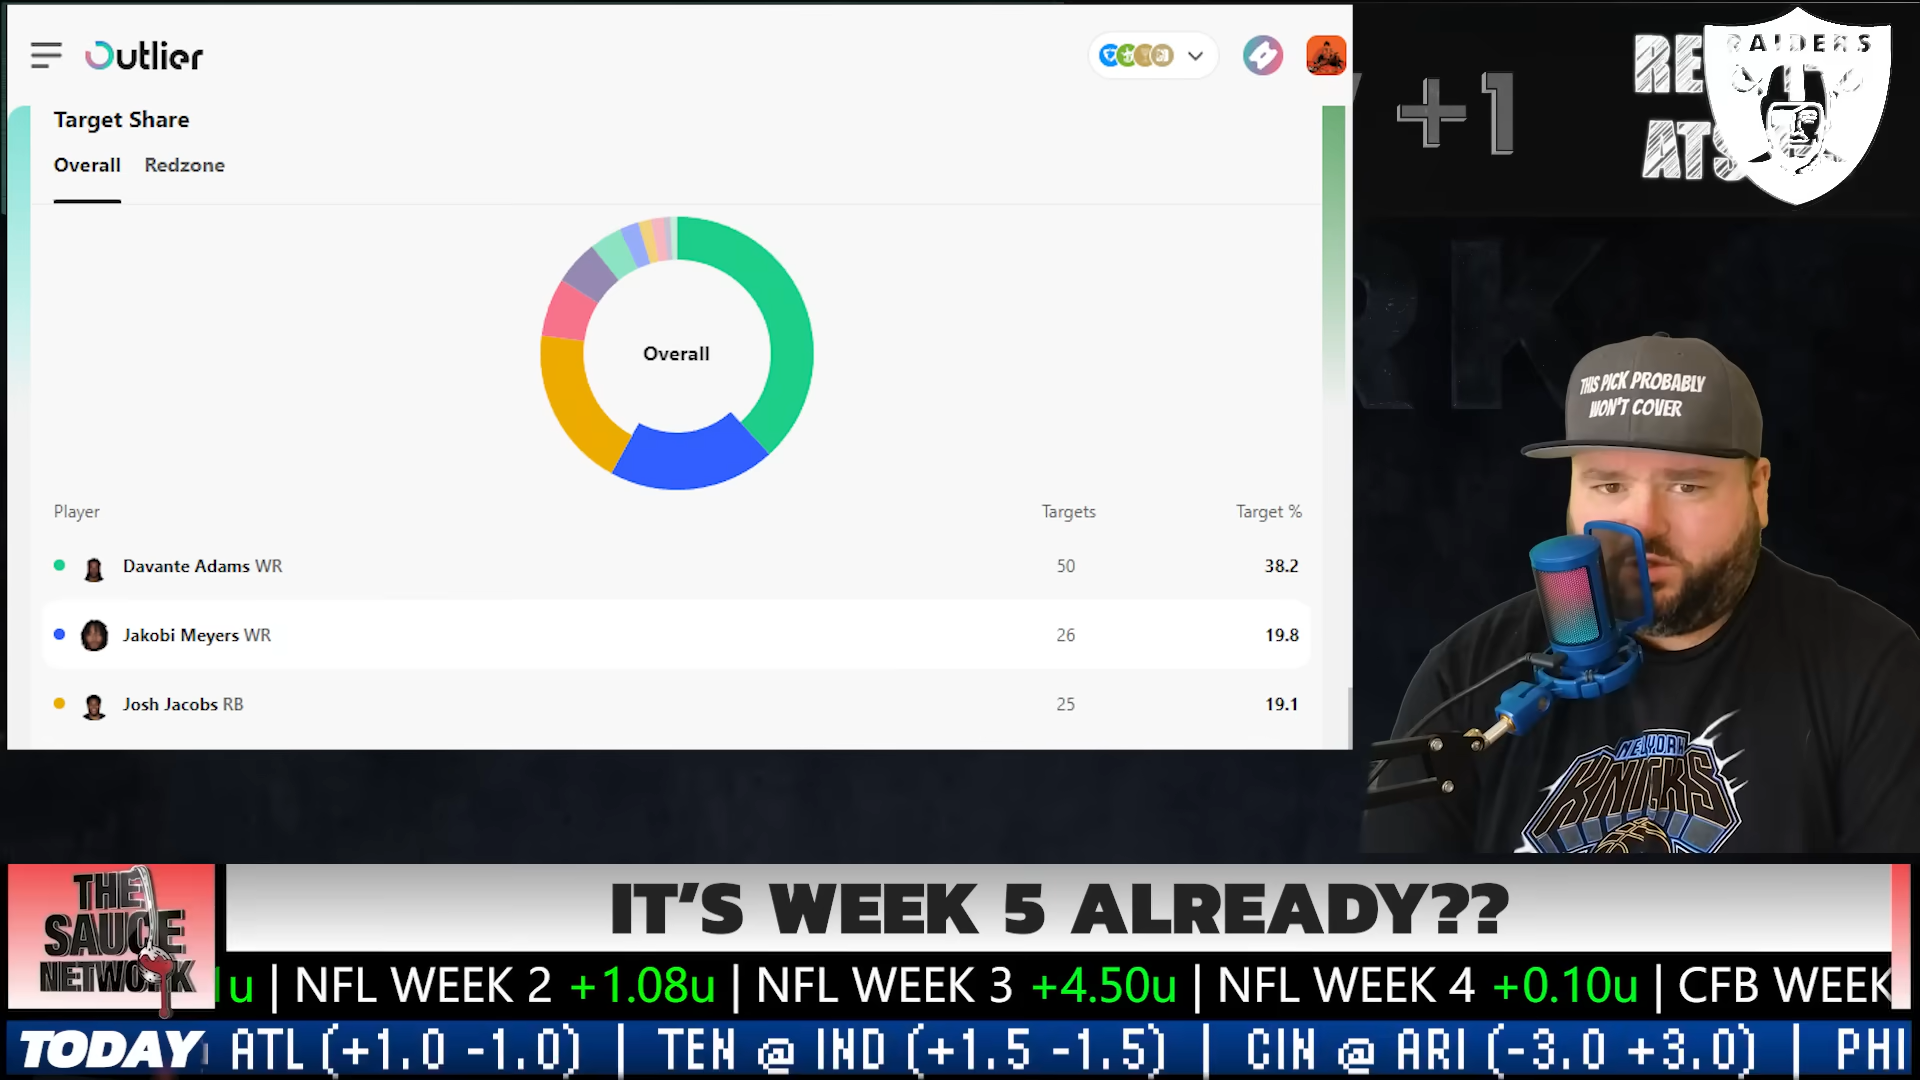 Outlier
Target Share
Overall Redzone
Overall
Player Targets Target %
Davante Adams WR 50 38.2
Jakobi Meyers WR 26 19.8
Josh Jacobs RB 25 19.1
+1
RAIDERS
THIS PICK PROBABLY
WON'T COVER
NEW YORK
KNICKS
THE
SAUCE
NETWORK
IT'S WEEK 5 ALREADY??
1u | NFL WEEK 2 +1.08u | NFL WEEK 3 +4.50u | NFL WEEK 4 +0.10u | CFB WEEK
TODAY ATL (+1.0 -1.0) | TEN @ IND (+1.5 -1.5) | CIN @ ARI (-3.0 +3.0) | PHI